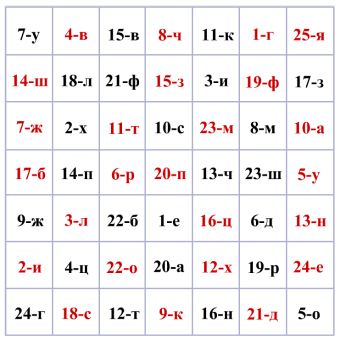 7-у 4-в 15-в 8-ч 11-к 1-г 25-я
14-ш 18-л 21-ф 15-з 3-и 19-ф 17-з
7-ж 2-х 11-т 10-с 23-м 8-м 10-а
17-б 14-п 6-р 20-п 13-ч 23-ш 5-у
9-ж 3-л 22-б 1-е 16-ц 6-д 13-н
2-и 4-ц 22-о 20-а 12-х 19-р 24-е
24-г 18-с 12-т 9-к 16-н 21-д 5-о